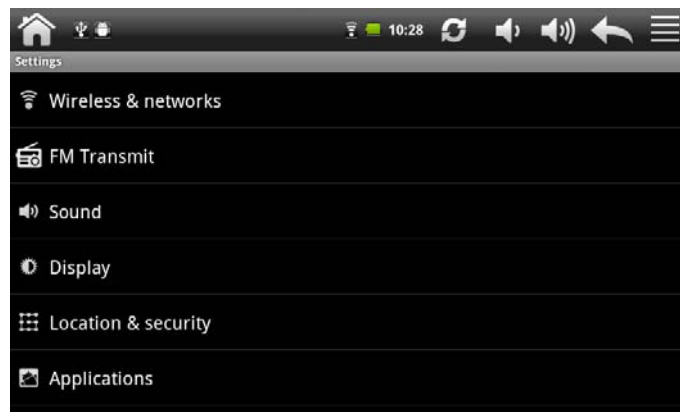 10:28
Settings
Wireless & networks
FM Transmit
Sound
Display
Location & security
Applications